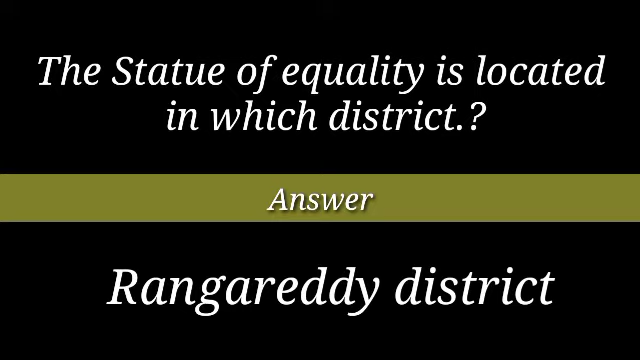 The Statue of equality is located
in which district.?
Answer
Rangareddy district